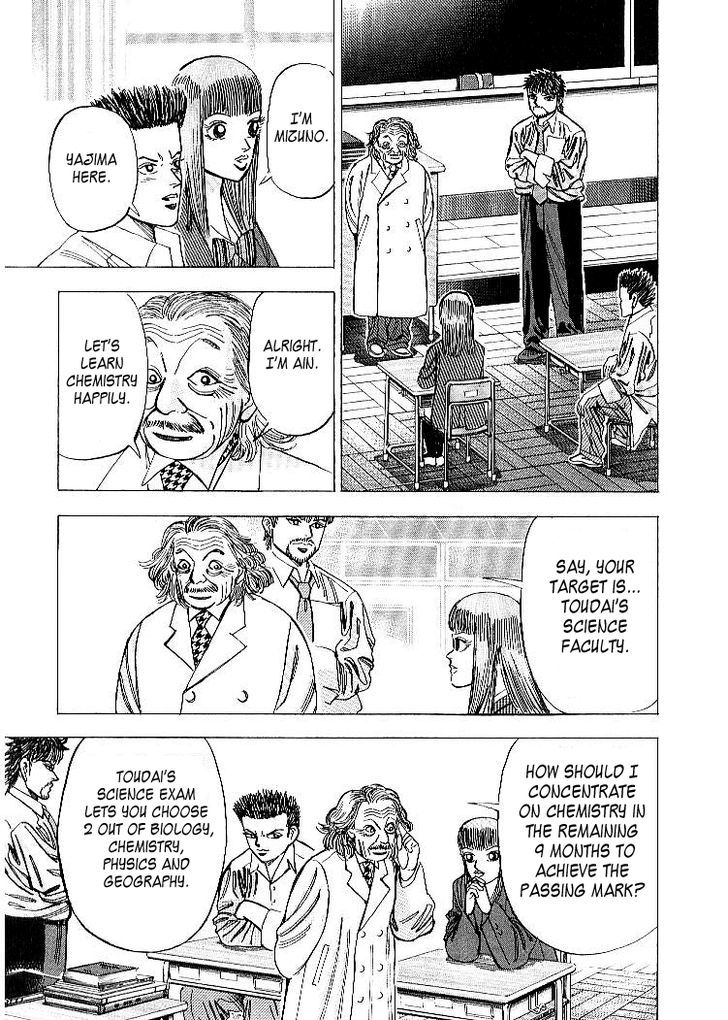 I'M
MIZUNO.
YAJIMA
HERE.
ALRIGHT.
I'M AIN.
LET'S
LEARN
CHEMISTRY
HAPPILY.
SAY, YOUR
TARGET IS...
TOUDAI'S
SCIENCE
FACULTY.
HOW SHOULD I
CONCENTRATE
ON CHEMISTRY IN
THE REMAINING
9 MONTHS TO
ACHIEVE THE
PASSING MARK?
TOUDAI'S
SCIENCE EXAM
LETS YOU CHOOSE
2 OUT OF BIOLOGY,
CHEMISTRY,
PHYSICS AND
GEOGRAPHY.